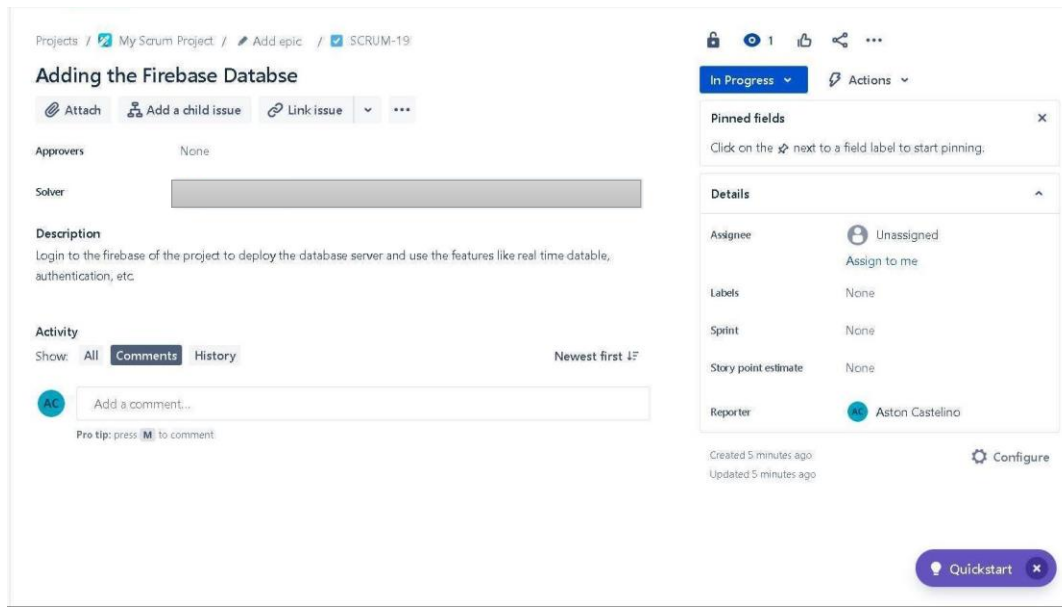 Projects / My Scrum Project / Add epic / SCRUM-19
1
Adding the Firebase Databse
In Progress
Actions
Attach
Add a child issue
Link issue
Pinned fields
Click on the next to a field label to start pinning.
Approvers None
Solver
Details
Description
Login to the firebase of the project to deploy the database server and use the features like real time datable,
authentication, etc.
Assignee Unassigned
Assign to me
Labels None
Sprint None
Story point estimate None
Reporter AC Aston Castelino
Activity
Show: All Comments History Newest first
AC Add a comment...
Pro tip: press M to comment
Created 5 minutes ago
Updated 5 minutes ago
Configure
Quickstart